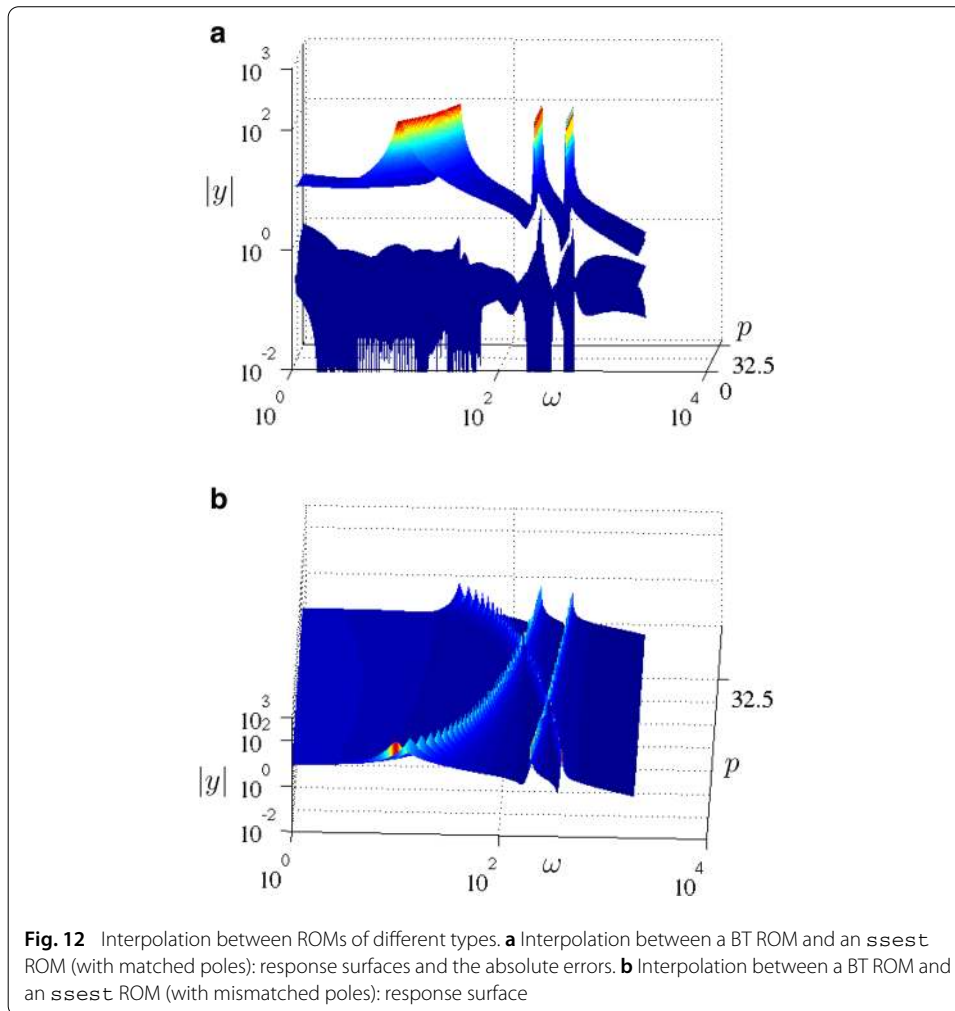 a
10^3
10^2
|y|
10^0
10^-2
10^0
10^2
ω
10^4
p
32.5
0
b
10^3
10^2
|y|
10^0
10^-2
10^0
10^2
ω
10^4
p
32.5
Fig. 12 Interpolation between ROMs of different types. a Interpolation between a BT ROM and an ssest
ROM (with matched poles): response surfaces and the absolute errors. b Interpolation between a BT ROM and
an ssest ROM (with mismatched poles): response surface